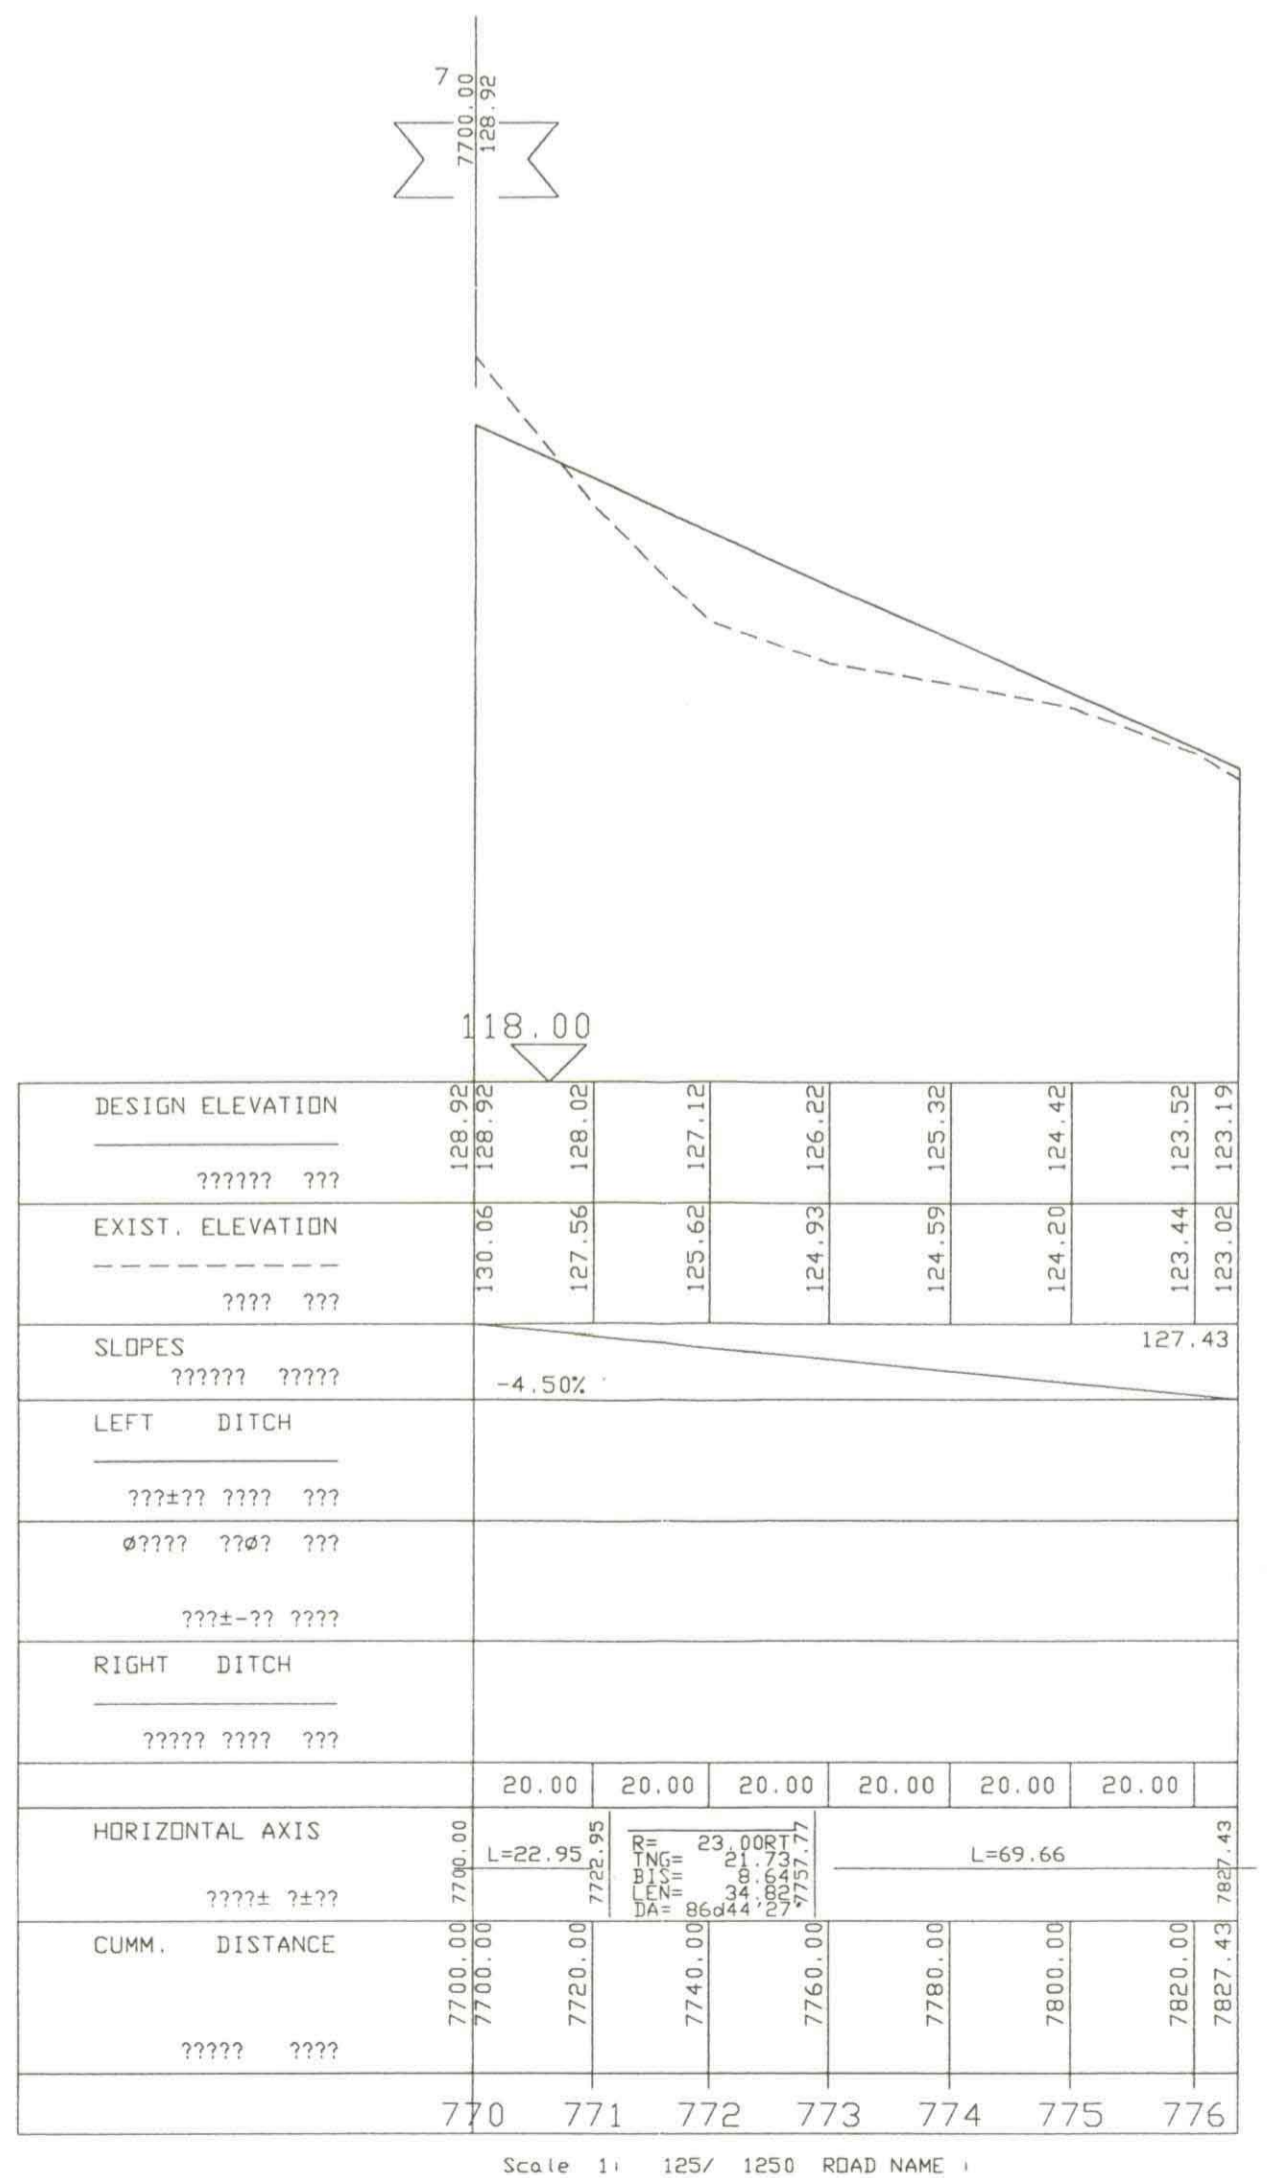 7
7700.00
128.92
118.00
DESIGN ELEVATION 128.92 128.92 128.02 127.12 126.22 125.32 124.42 123.52 123.19
?????? ???
EXIST. ELEVATION 130.06 127.56 125.62 124.93 124.59 124.20 123.44 123.02
???? ???
SLOPES 127.43
?????? ?????
-4.50%
LEFT DITCH
???±?? ???? ???
ø???? ??ø? ???
???±-?? ????
RIGHT DITCH
????? ???? ???
20.00 20.00 20.00 20.00 20.00 20.00
HORIZONTAL AXIS
????± ?±??
7700.00
L=22.95
7722.95
R= 23.00RT
TNG= 21.73
BIS= 8.64
LEN= 34.82
DA= 86d44'27"
7757.77
L=69.66
7827.43
CUMM. DISTANCE 7700.00 7700.00 7720.00 7740.00 7760.00 7780.00 7800.00 7820.00 7827.43
????? ????
770 771 772 773 774 775 776
Scale 1: 125/ 1250 ROAD NAME :